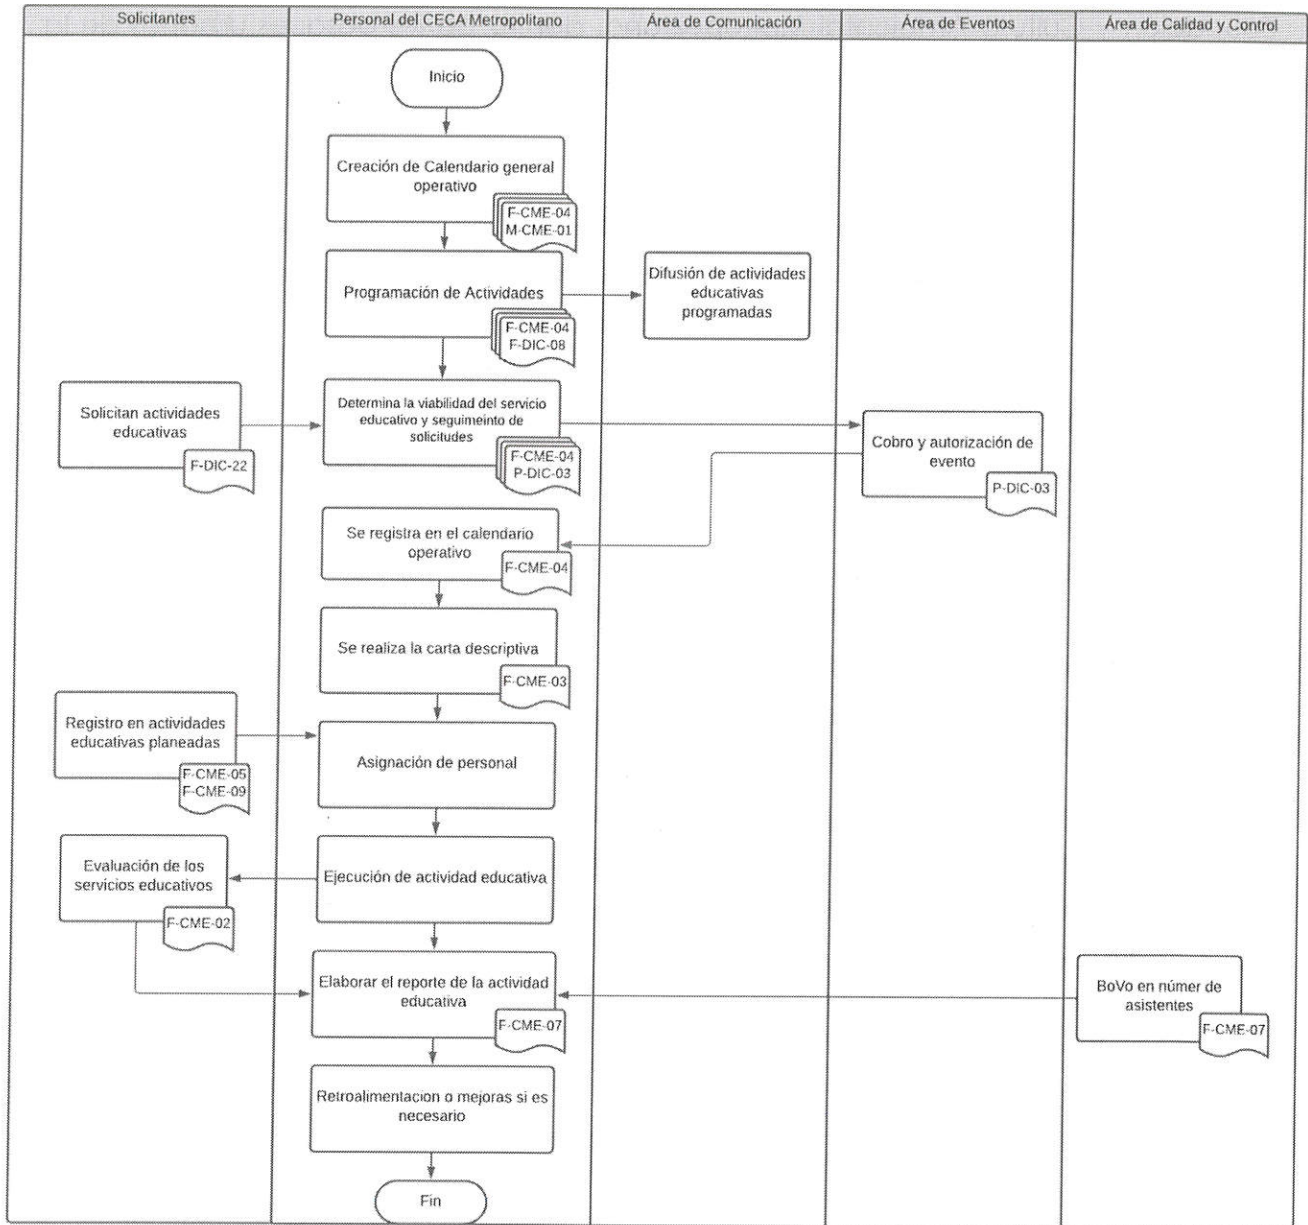 Solicitantes
Personal del CECA Metropolitano
Área de Comunicación
Área de Eventos
Área de Calidad y Control
Inicio
Creación de Calendario general
operativo
F-CME-04
M-CME-01
Programación de Actividades
F-CME-04
F-DIC-08
Difusión de actividades
educativas
programadas
Solicitan actividades
educativas
F-DIC-22
Determina la viabilidad del servicio
educativo y seguimeinto de
solicitudes
F-CME-04
P-DIC-03
Cobro y autorización de
evento
P-DIC-03
Se registra en el calendario
operativo
F-CME-04
Se realiza la carta descriptiva
F-CME-03
Registro en actividades
educativas planeadas
F-CME-05
F-CME-09
Asignación de personal
Evaluación de los
servicios educativos
F-CME-02
Ejecución de actividad educativa
Elaborar el reporte de la actividad
educativa
F-CME-07
BoVo en númer de
asistentes
F-CME-07
Retroalimentacion o mejoras si es
necesario
Fin